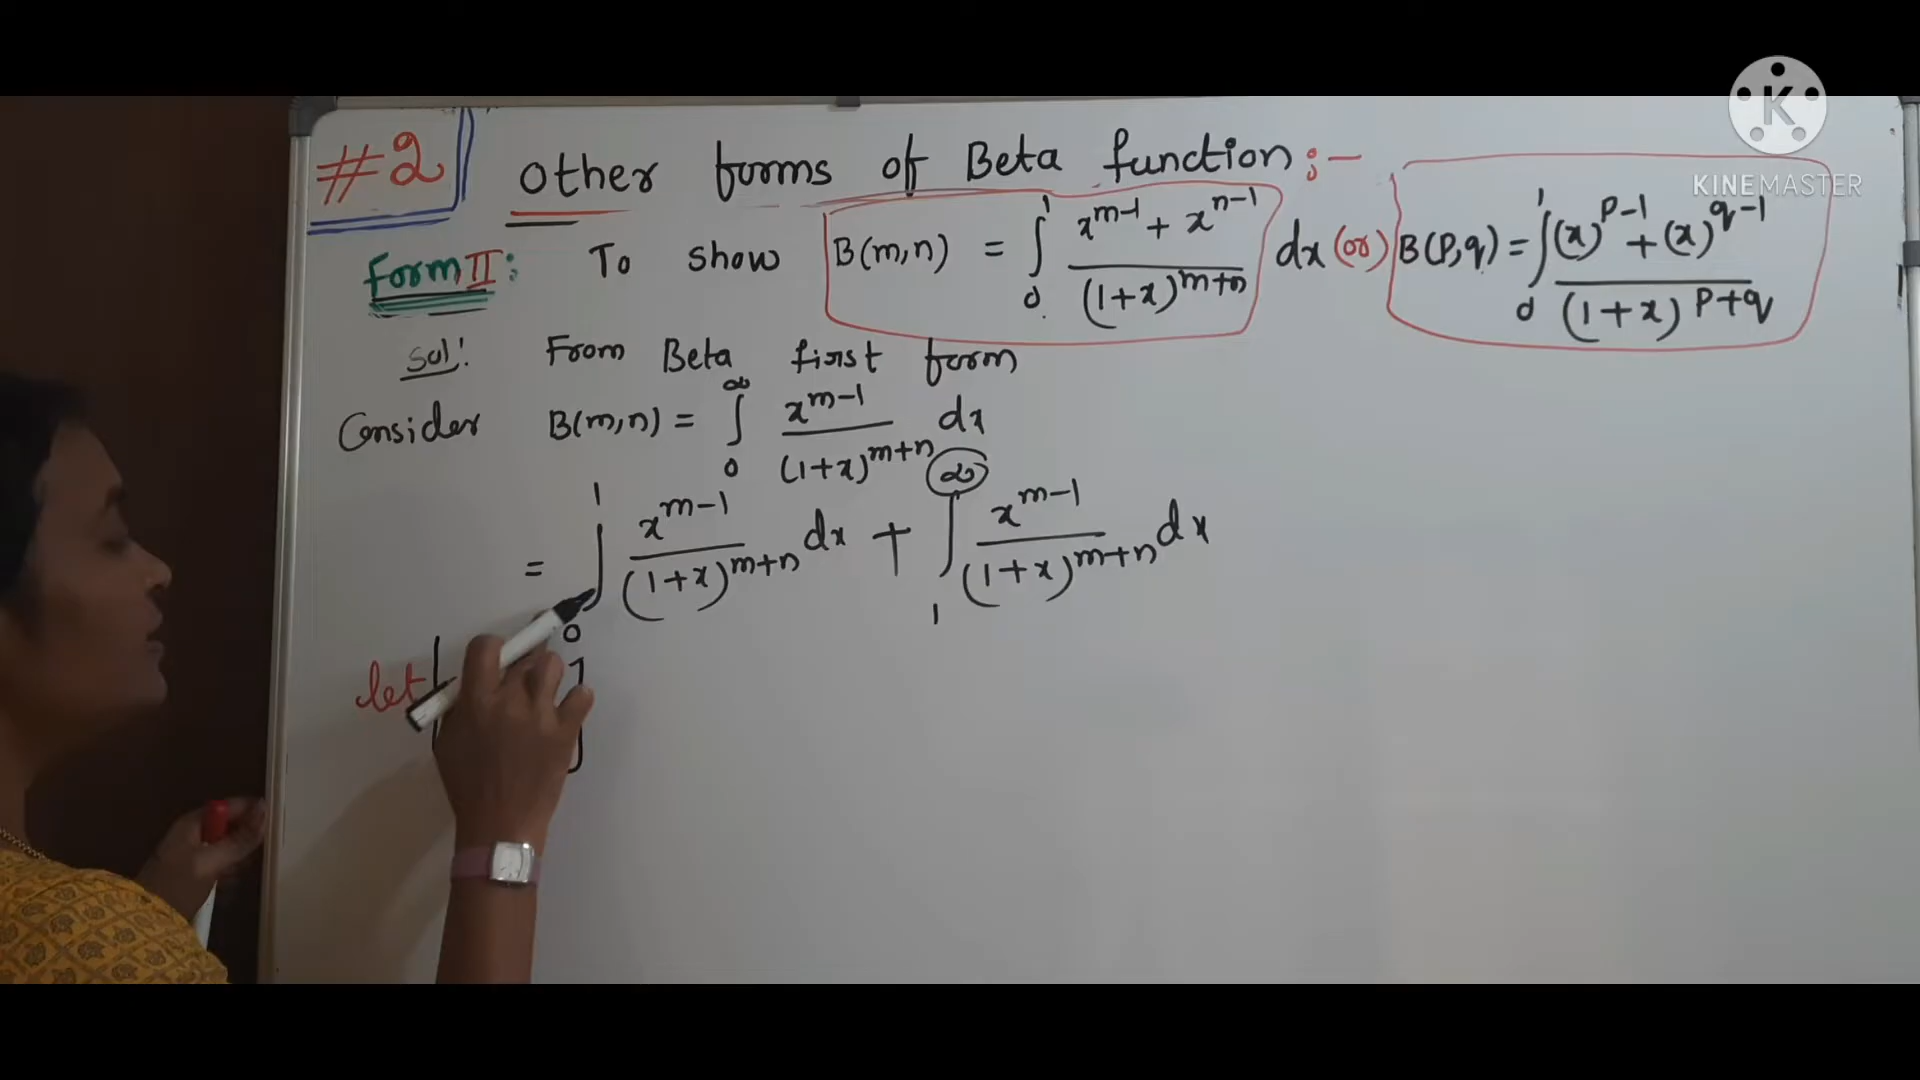 #2 Other forms of Beta function :-
Form II: To show B(m,n) = ∫₀¹ (x^(m-1) + x^(n-1)) / (1+x)^(m+n) dx (or) B(p,q) = ∫₀¹ ((x)^(p-1) + (x)^(q-1)) / (1+x)^(p+q)
Sol: From Beta first form
Consider B(m,n) = ∫₀^∞ x^(m-1) / (1+x)^(m+n) dx
= ∫₀¹ x^(m-1) / (1+x)^(m+n) dx + ∫₁^∞ x^(m-1) / (1+x)^(m+n) dx
let
K
KINEMASTER